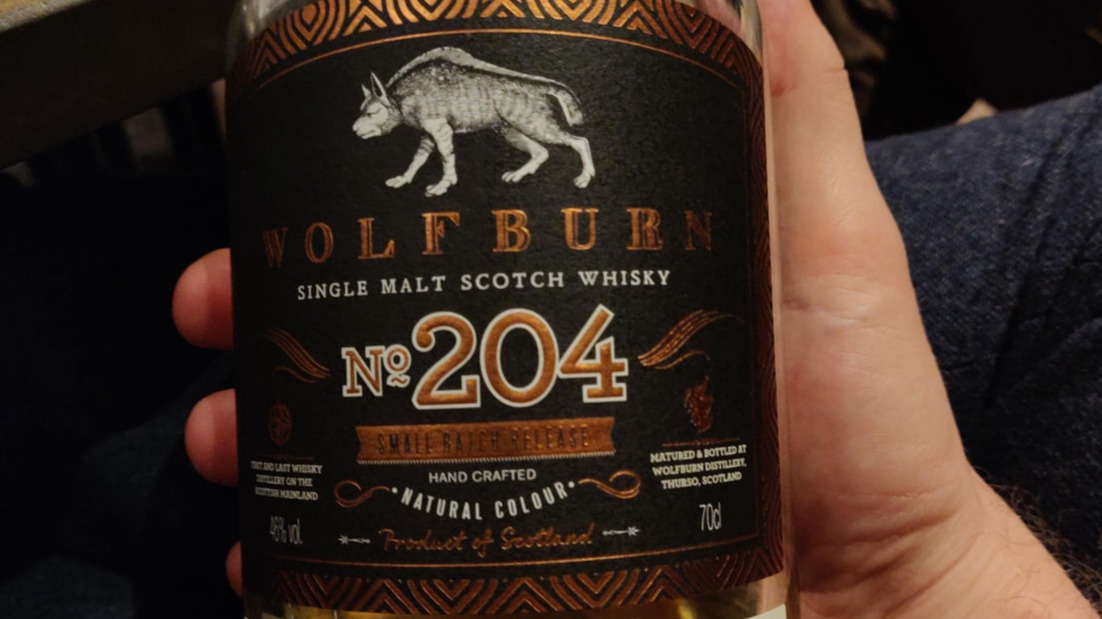 WOLFBURN
SINGLE MALT SCOTCH WHISKY
Nº204
SMALL BATCH RELEASE
HAND CRAFTED
•NATURAL COLOUR•
Product of Scotland
FIRST AND LAST WHISKY
DISTILLERY ON THE
SCOTTISH MAINLAND
46% vol.
MATURED & BOTTLED AT
WOLFBURN DISTILLERY,
THURSO, SCOTLAND
70cl